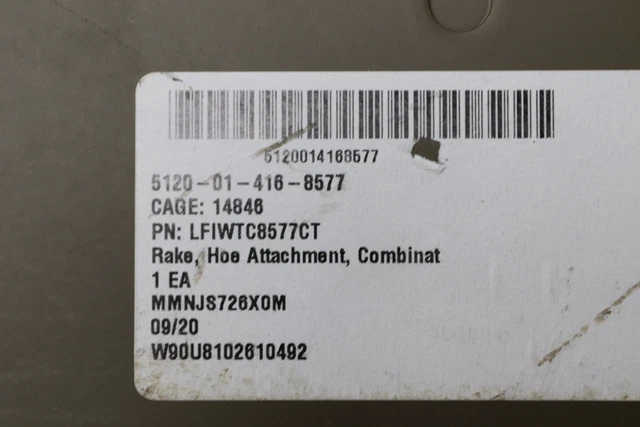 5120014168577
5120-01-416-8577
CAGE: 14846
PN: LFIWTC8577CT
Rake, Hoe Attachment, Combinat
1 EA
MMNJS726X0M
09/20
W90U8102610492